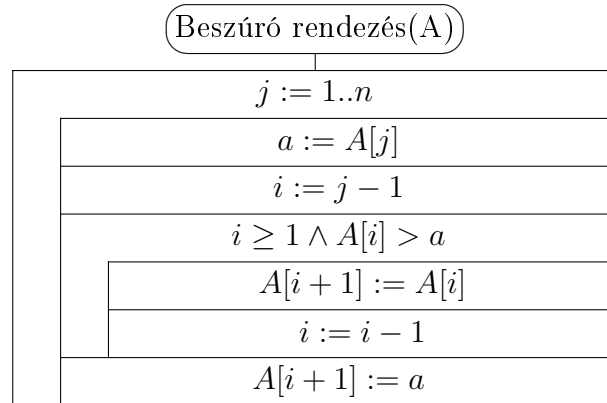 Beszúró rendezés(A)
j := 1..n
a := A[j]
i := j − 1
i ≥ 1 ∧ A[i] > a
A[i + 1] := A[i]
i := i − 1
A[i + 1] := a